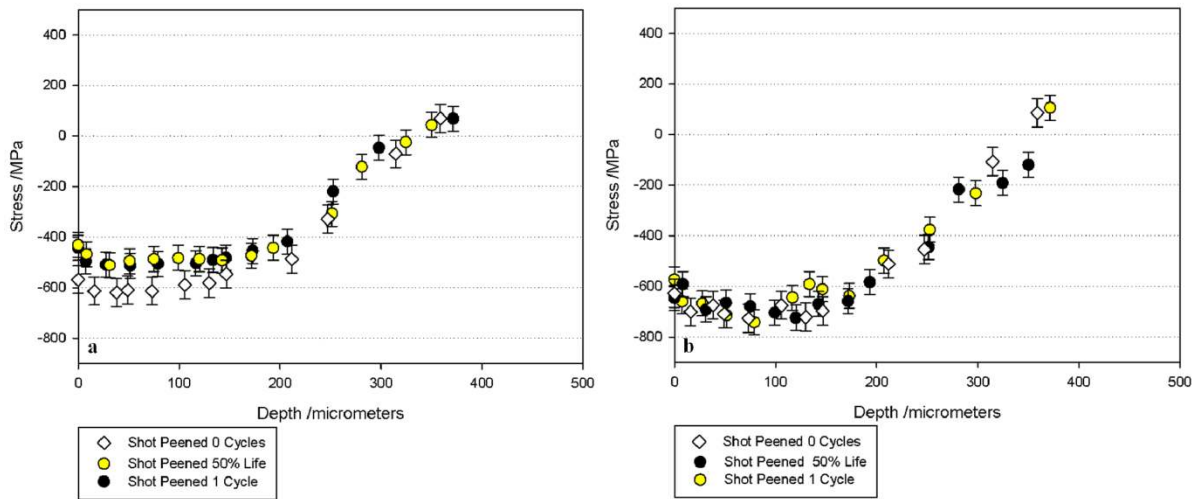 400
200
0
-200
-400
-600
-800
Stress /MPa
a
0 100 200 300 400 500
Depth /micrometers
Shot Peened 0 Cycles
Shot Peened 50% Life
Shot Peened 1 Cycle
400
200
0
-200
-400
-600
-800
Stress /MPa
b
0 100 200 300 400 500
Depth /micrometers
Shot Peened 0 Cycles
Shot Peened 50% Life
Shot Peened 1 Cycle